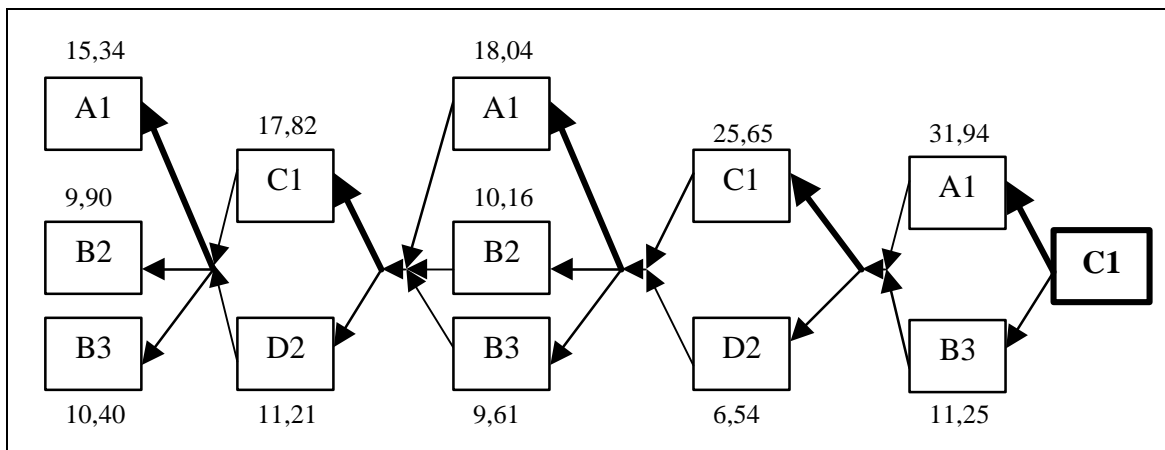 15,34
A1
9,90
B2
B3
10,40
17,82
C1
D2
11,21
18,04
A1
10,16
B2
B3
9,61
25,65
C1
D2
6,54
31,94
A1
B3
11,25
C1